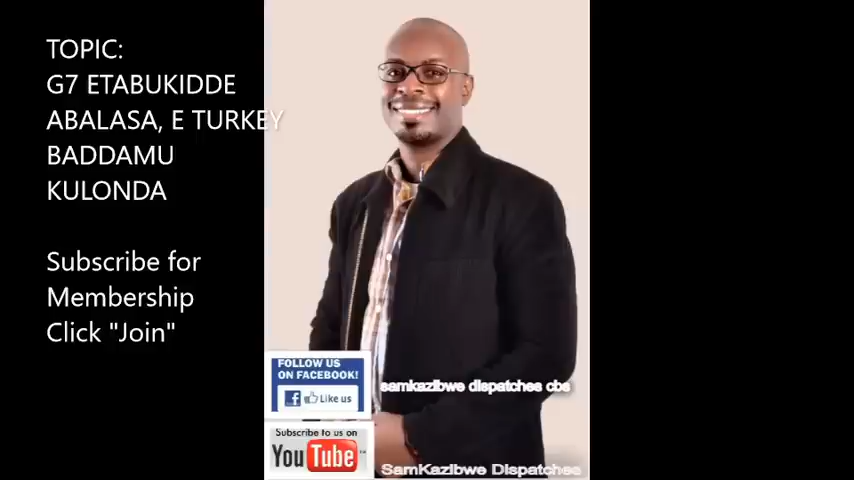 TOPIC:
G7 ETABUKIDDE
ABALASA, E TURKEY
BADDAMU
KULONDA
Subscribe for
Membership
Click "Join"
FOLLOW US
ON FACEBOOK!
f Like us
samkazibwe dispatches cbs
Subscribe to us on
YouTube
SamKazibwe Dispatches